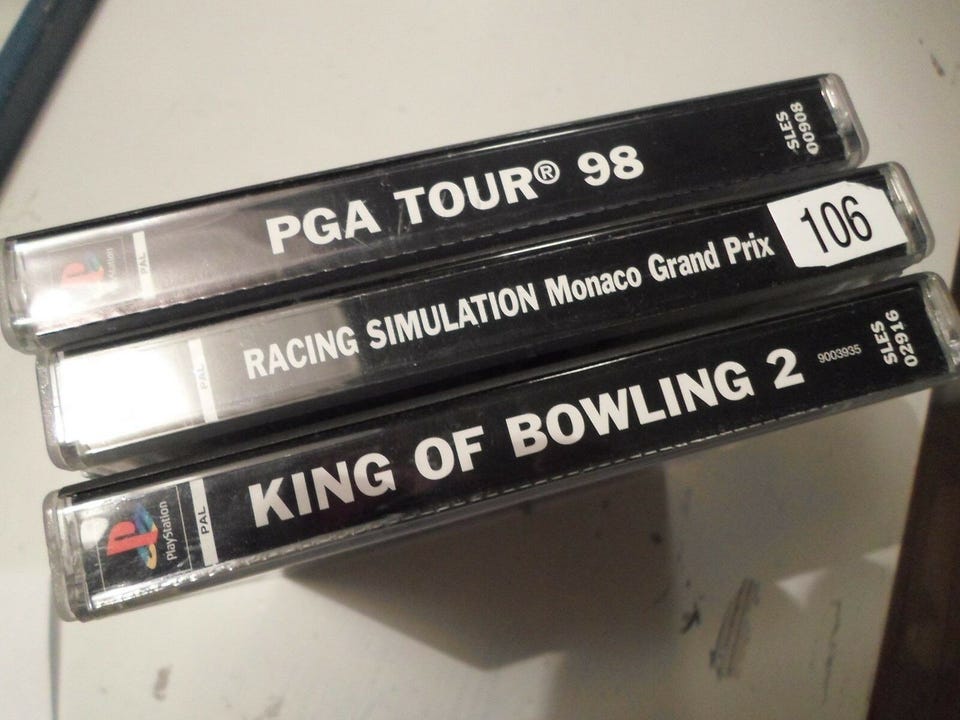 PAL
PGA TOUR® 98
SLES
00908
PAL
RACING SIMULATION Monaco Grand Prix
106
PlayStation
PAL
KING OF BOWLING 2
9003935
SLES
02916